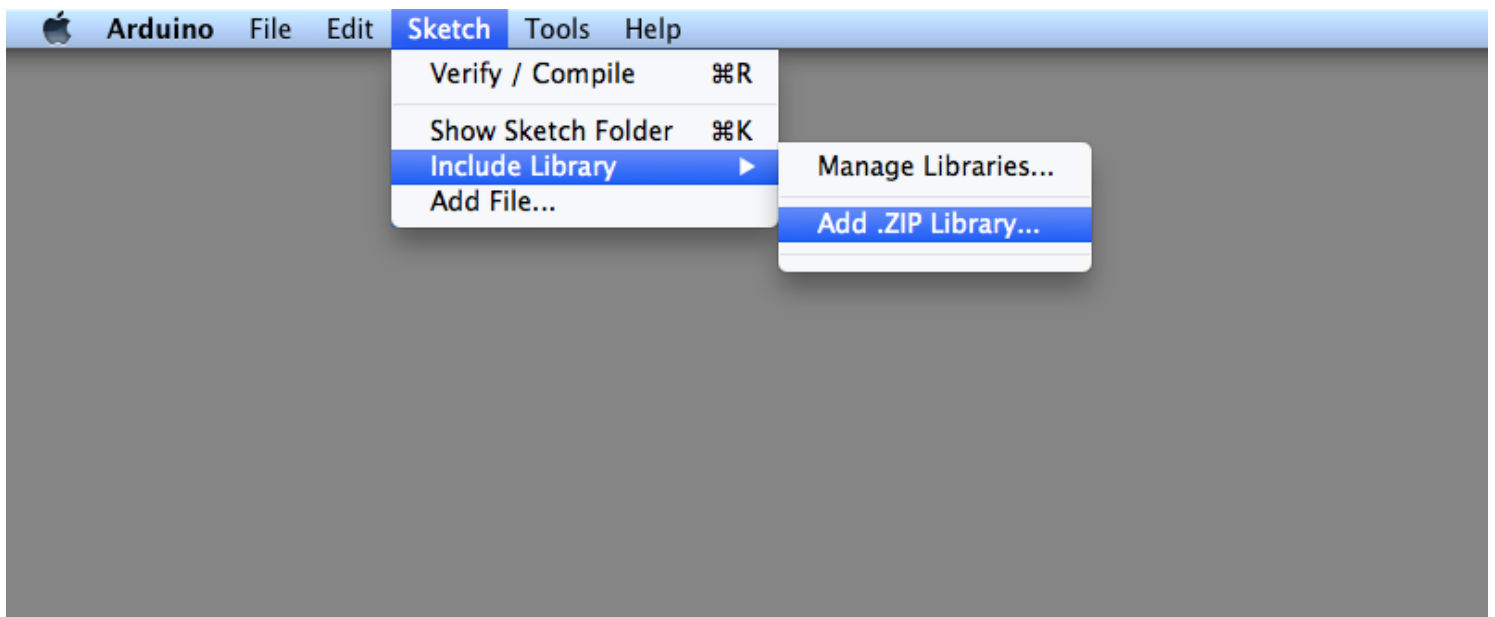 Arduino File Edit Sketch Tools Help
Verify / Compile ⌘R
Show Sketch Folder ⌘K
Include Library ▶
Add File...
Manage Libraries...
Add .ZIP Library...